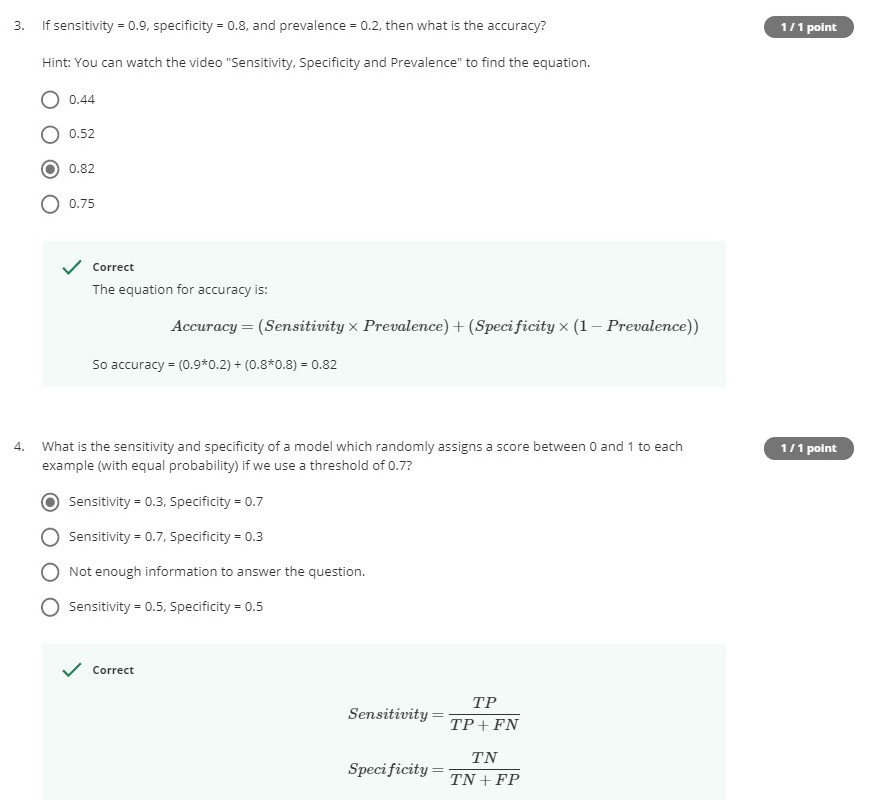 3. If sensitivity = 0.9, specificity = 0.8, and prevalence = 0.2, then what is the accuracy?
1 / 1 point
Hint: You can watch the video "Sensitivity, Specificity and Prevalence" to find the equation.
0.44
0.52
0.82
0.75
Correct
The equation for accuracy is:
Accuracy = (Sensitivity × Prevalence) + (Specificity × (1 − Prevalence))
So accuracy = (0.9*0.2) + (0.8*0.8) = 0.82
4. What is the sensitivity and specificity of a model which randomly assigns a score between 0 and 1 to each
1 / 1 point
example (with equal probability) if we use a threshold of 0.7?
Sensitivity = 0.3, Specificity = 0.7
Sensitivity = 0.7, Specificity = 0.3
Not enough information to answer the question.
Sensitivity = 0.5, Specificity = 0.5
Correct
Sensitivity = TP / TP + FN
Specificity = TN / TN + FP